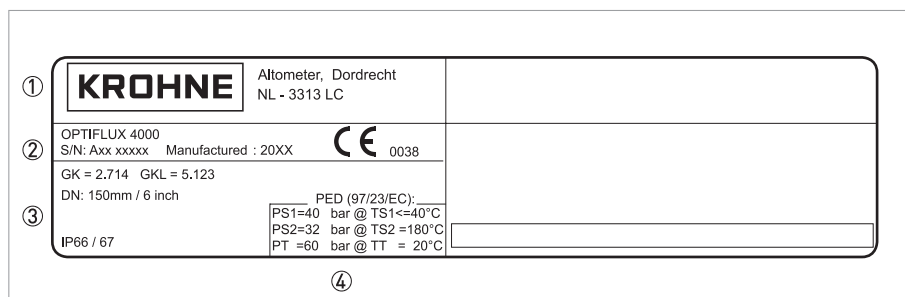 ① KROHNE Altometer, Dordrecht
NL - 3313 LC
② OPTIFLUX 4000
S/N: Axx xxxxx Manufactured : 20XX CE 0038
GK = 2.714 GKL = 5.123
DN: 150mm / 6 inch
③
PED (97/23/EC):
PS1=40 bar @ TS1<=40°C
PS2=32 bar @ TS2 =180°C
IP66 / 67
PT =60 bar @ TT = 20°C
④